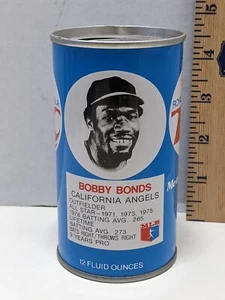 BOBBY BONDS
CALIFORNIA ANGELS
OUTFIELDER
ALL STAR-1971, 1973, 1975
1976 BATTING AVG. .265
LIFETIME
BATTING AVG. .273
BATS RIGHT/THROWS RIGHT
9 YEARS PRO
12 FLUID OUNCES